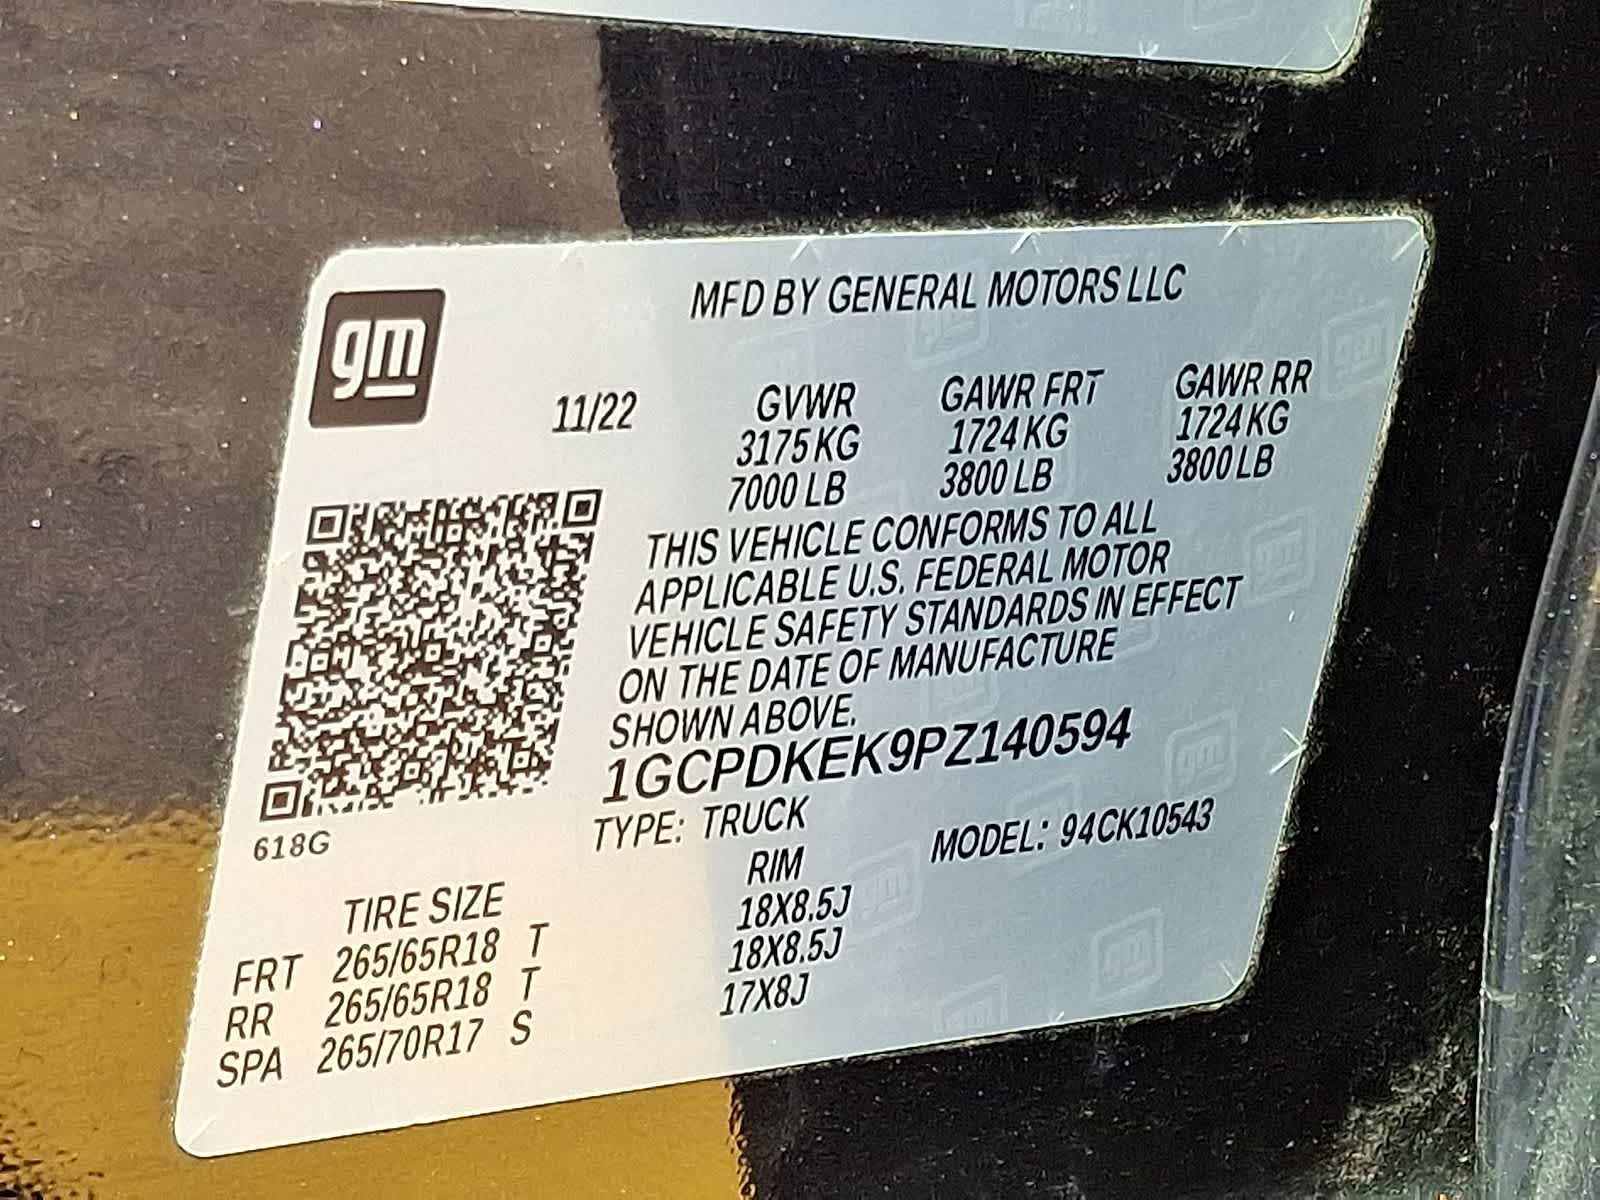 gm
MFD BY GENERAL MOTORS LLC
11/22 GVWR GAWR FRT GAWR RR
3175 KG 1724 KG 1724 KG
7000 LB 3800 LB 3800 LB
THIS VEHICLE CONFORMS TO ALL
APPLICABLE U.S. FEDERAL MOTOR
VEHICLE SAFETY STANDARDS IN EFFECT
ON THE DATE OF MANUFACTURE
SHOWN ABOVE.
1GCPDKEK9PZ140594
TYPE: TRUCK MODEL: 94CK10543
618G
TIRE SIZE RIM
FRT 265/65R18 T 18X8.5J
RR 265/65R18 T 18X8.5J
SPA 265/70R17 S 17X8J